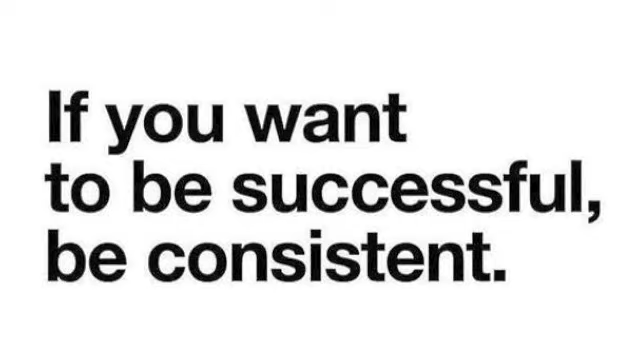 If you want
to be successful,
be consistent.